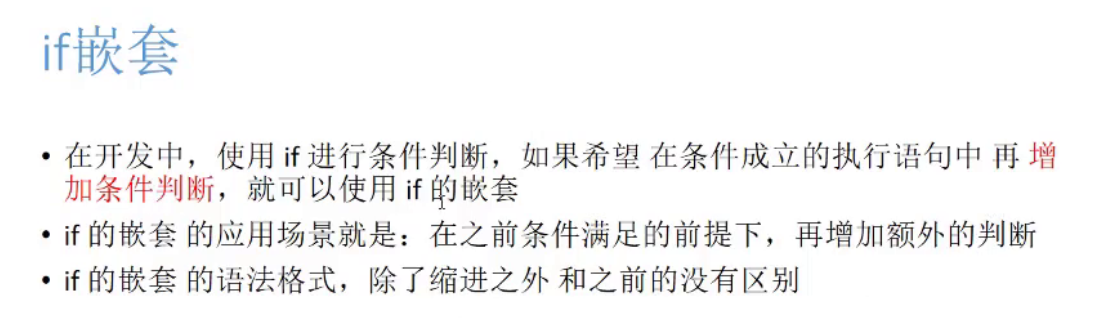 if嵌套
• 在开发中，使用 if 进行条件判断，如果希望 在条件成立的执行语句中 再 增
加条件判断，就可以使用 if 的嵌套
• if 的嵌套 的应用场景就是：在之前条件满足的前提下，再增加额外的判断
• if 的嵌套 的语法格式，除了缩进之外 和之前的没有区别